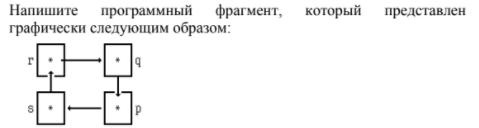 Напишите программный фрагмент, который представлен
графически следующим образом:
r * * q
s * * p